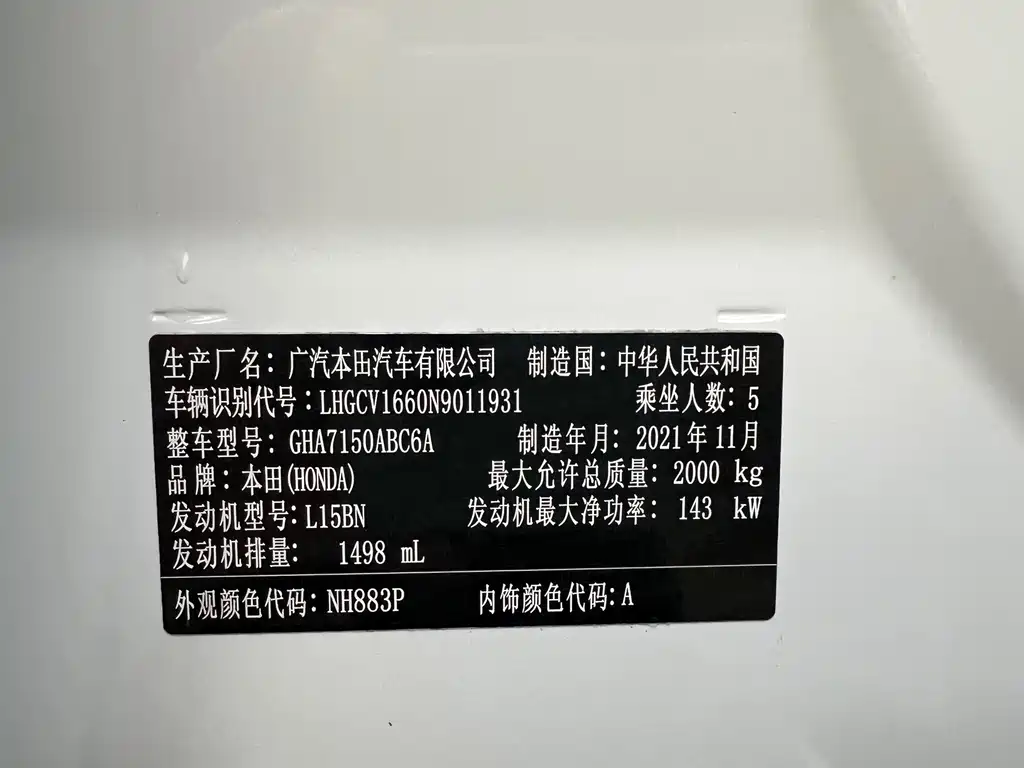 生产厂名：广汽本田汽车有限公司 制造国：中华人民共和国
车辆识别代号：LHGCV1660N9011931 乘坐人数：5
整车型号：GHA7150ABC6A 制造年月：2021年11月
品牌：本田(HONDA) 最大允许总质量：2000 kg
发动机型号：L15BN 发动机最大净功率：143 kW
发动机排量：1498 mL
外观颜色代码：NH883P 内饰颜色代码：A